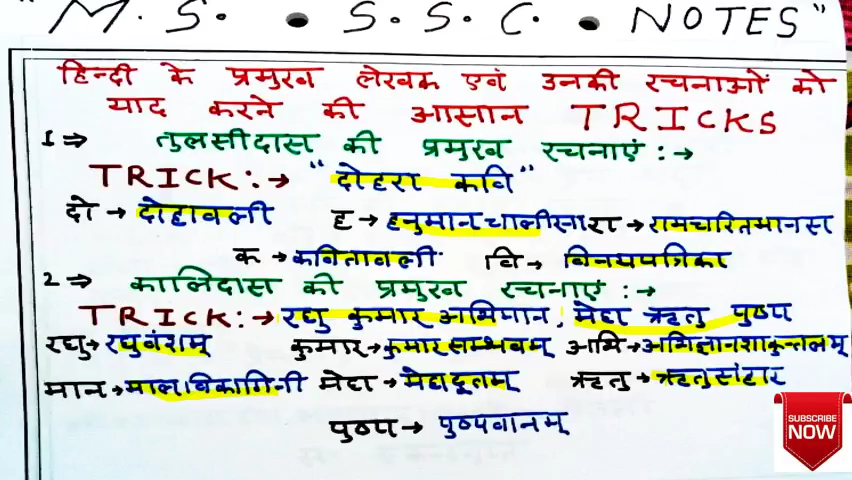 "M.S. • S.S.C. • NOTES"
हिन्दी के प्रमुख लेखक एवं उनकी रचनाओं को
याद करने की आसान TRICKS
1⇒ तुलसीदास की प्रमुख रचनाएं :→
TRICK:→ "दोहरा कवि"
दो → दोहावली ह → हनुमानचालीसा रा → रामचरितमानस
क → कवितावली वि → विनयपत्रिका
2⇒ कालिदास की प्रमुख रचनाएं :→
TRICK:→ रघु कुमार अभिमान, मेघा ऋतु पुष्प
रघु→रघुवंशम् कुमार→कुमारसम्भवम् अभि→अभिज्ञानशाकुन्तलम्
मान→मालविकाग्नि मेघा→मेघदूतम् ऋतु→ऋतुसंहार
पुष्प→ पुष्पवानम्
SUBSCRIBE
NOW